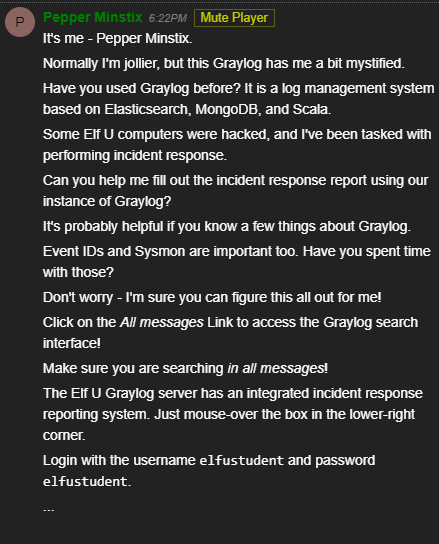 P
Pepper Minstix 6:22PM Mute Player
It's me - Pepper Minstix.
Normally I'm jollier, but this Graylog has me a bit mystified.
Have you used Graylog before? It is a log management system
based on Elasticsearch, MongoDB, and Scala.
Some Elf U computers were hacked, and I've been tasked with
performing incident response.
Can you help me fill out the incident response report using our
instance of Graylog?
It's probably helpful if you know a few things about Graylog.
Event IDs and Sysmon are important too. Have you spent time
with those?
Don't worry - I'm sure you can figure this all out for me!
Click on the All messages Link to access the Graylog search
interface!
Make sure you are searching in all messages!
The Elf U Graylog server has an integrated incident response
reporting system. Just mouse-over the box in the lower-right
corner.
Login with the username elfustudent and password
elfustudent.
...